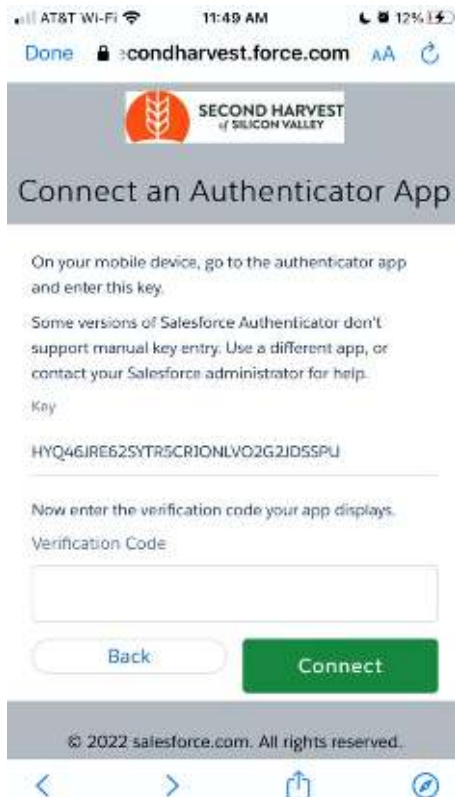 AT&T Wi-Fi 11:49 AM 12%
Done condharvest.force.com AA
SECOND HARVEST
of SILICON VALLEY
Connect an Authenticator App
On your mobile device, go to the authenticator app
and enter this key.
Some versions of Salesforce Authenticator don't
support manual key entry. Use a different app, or
contact your Salesforce administrator for help.
Key
Now enter the verification code your app displays.
Verification Code
Back Connect
© 2022 salesforce.com. All rights reserved.